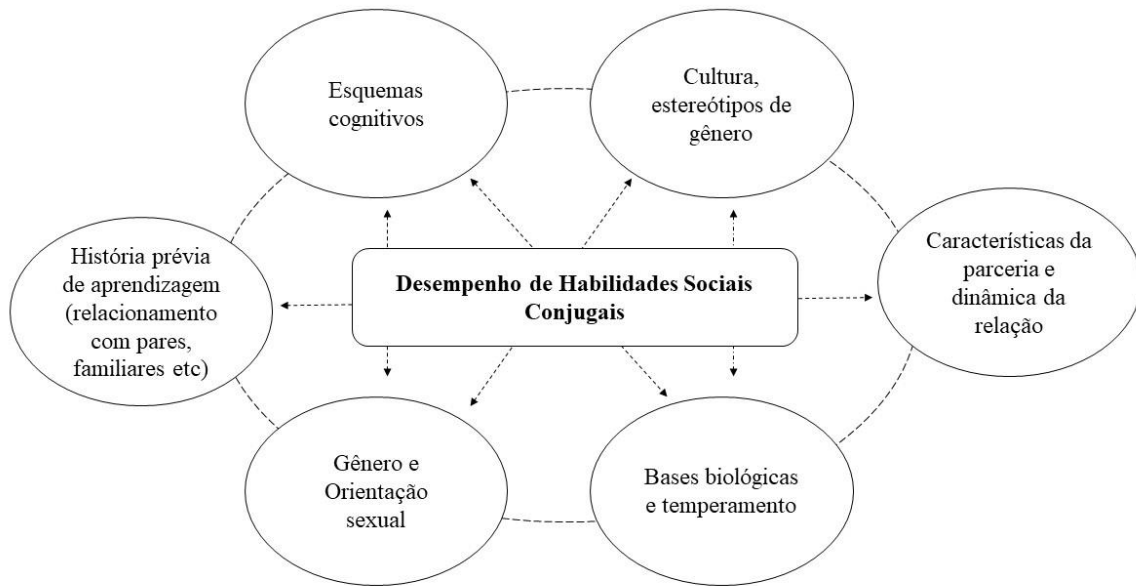 Esquemas
cognitivos
Cultura,
estereótipos de
gênero
História prévia
de aprendizagem
(relacionamento
com pares,
familiares etc)
Desempenho de Habilidades Sociais
Conjugais
Características da
parceria e
dinâmica da
relação
Gênero e
Orientação
sexual
Bases biológicas
e temperamento